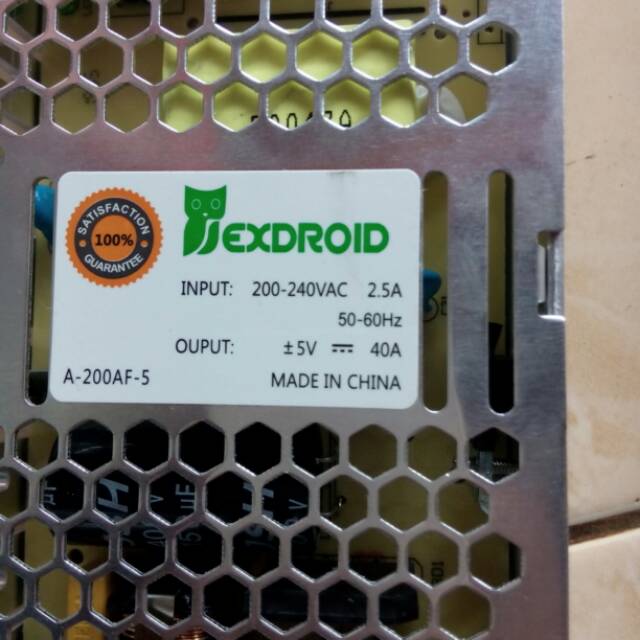 SATISFACTION
100%
GUARANTEE
JEXDROID
INPUT: 200-240VAC 2.5A
50-60Hz
OUPUT: ±5V ⎓ 40A
A-200AF-5
MADE IN CHINA